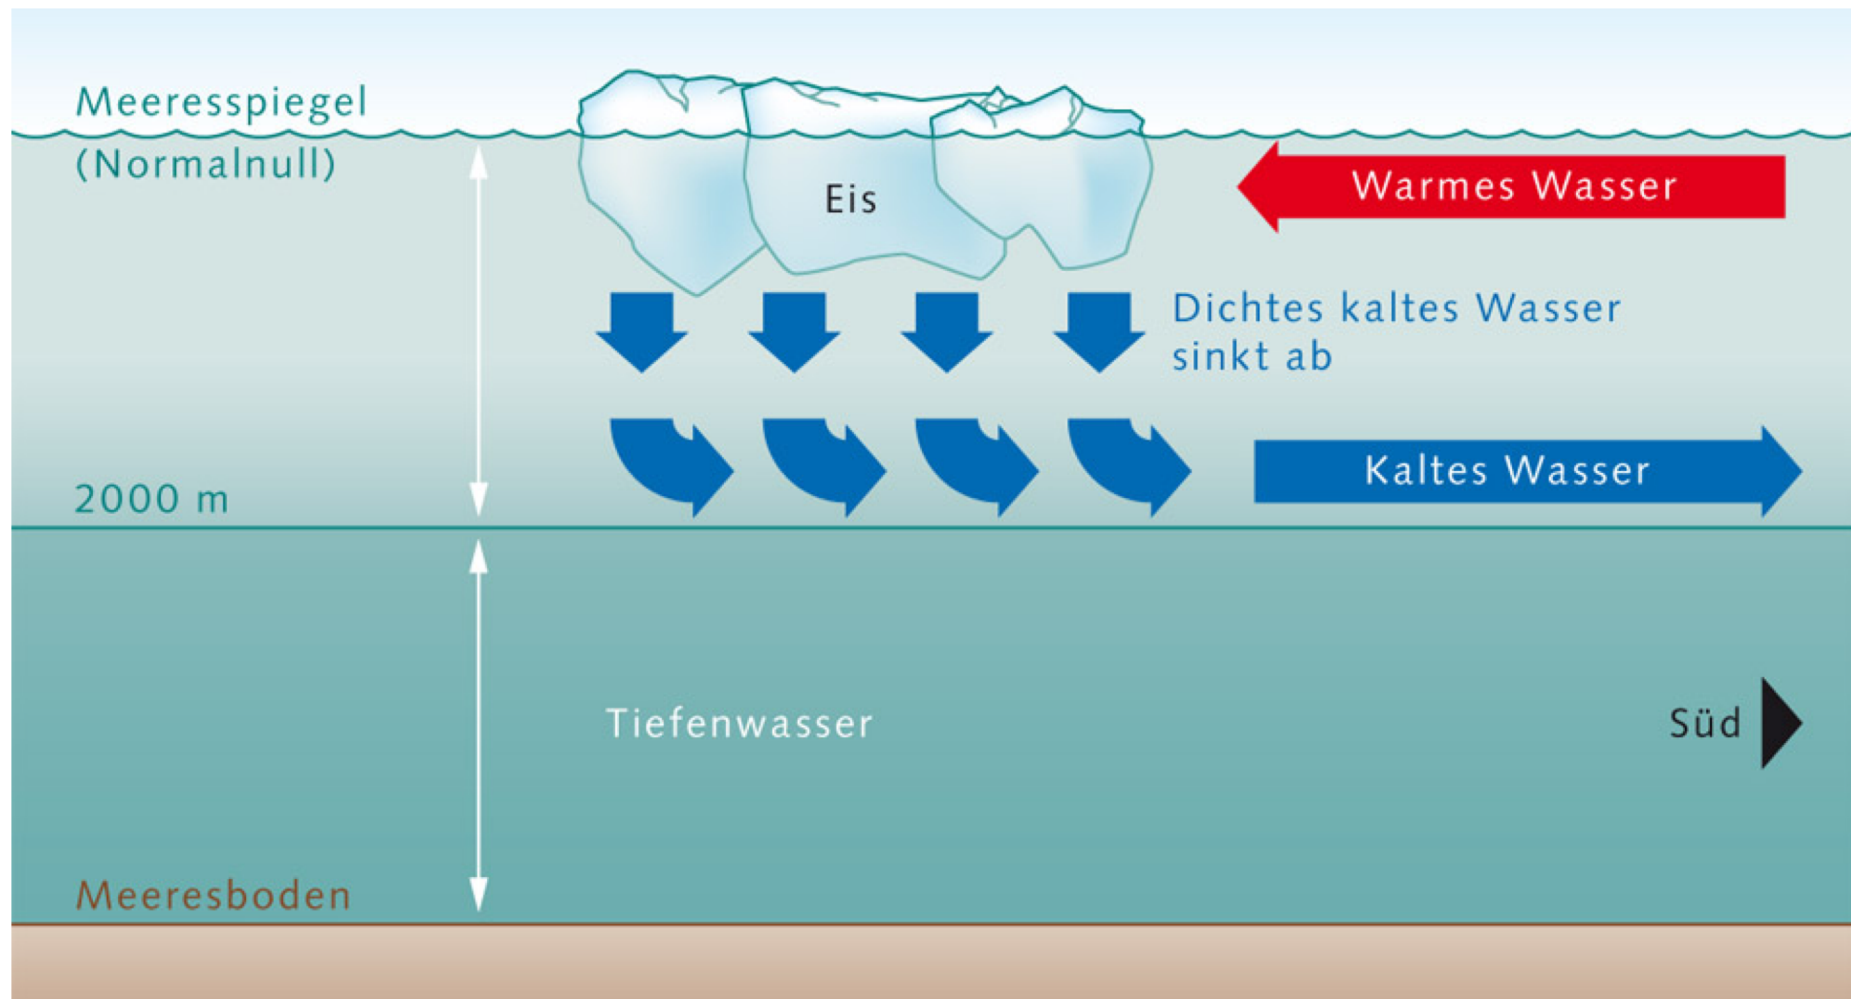 Meeresspiegel
(Normalnull)
Eis
Warmes Wasser
Dichtes kaltes Wasser
sinkt ab
Kaltes Wasser
2000 m
Tiefenwasser
Süd
Meeresboden